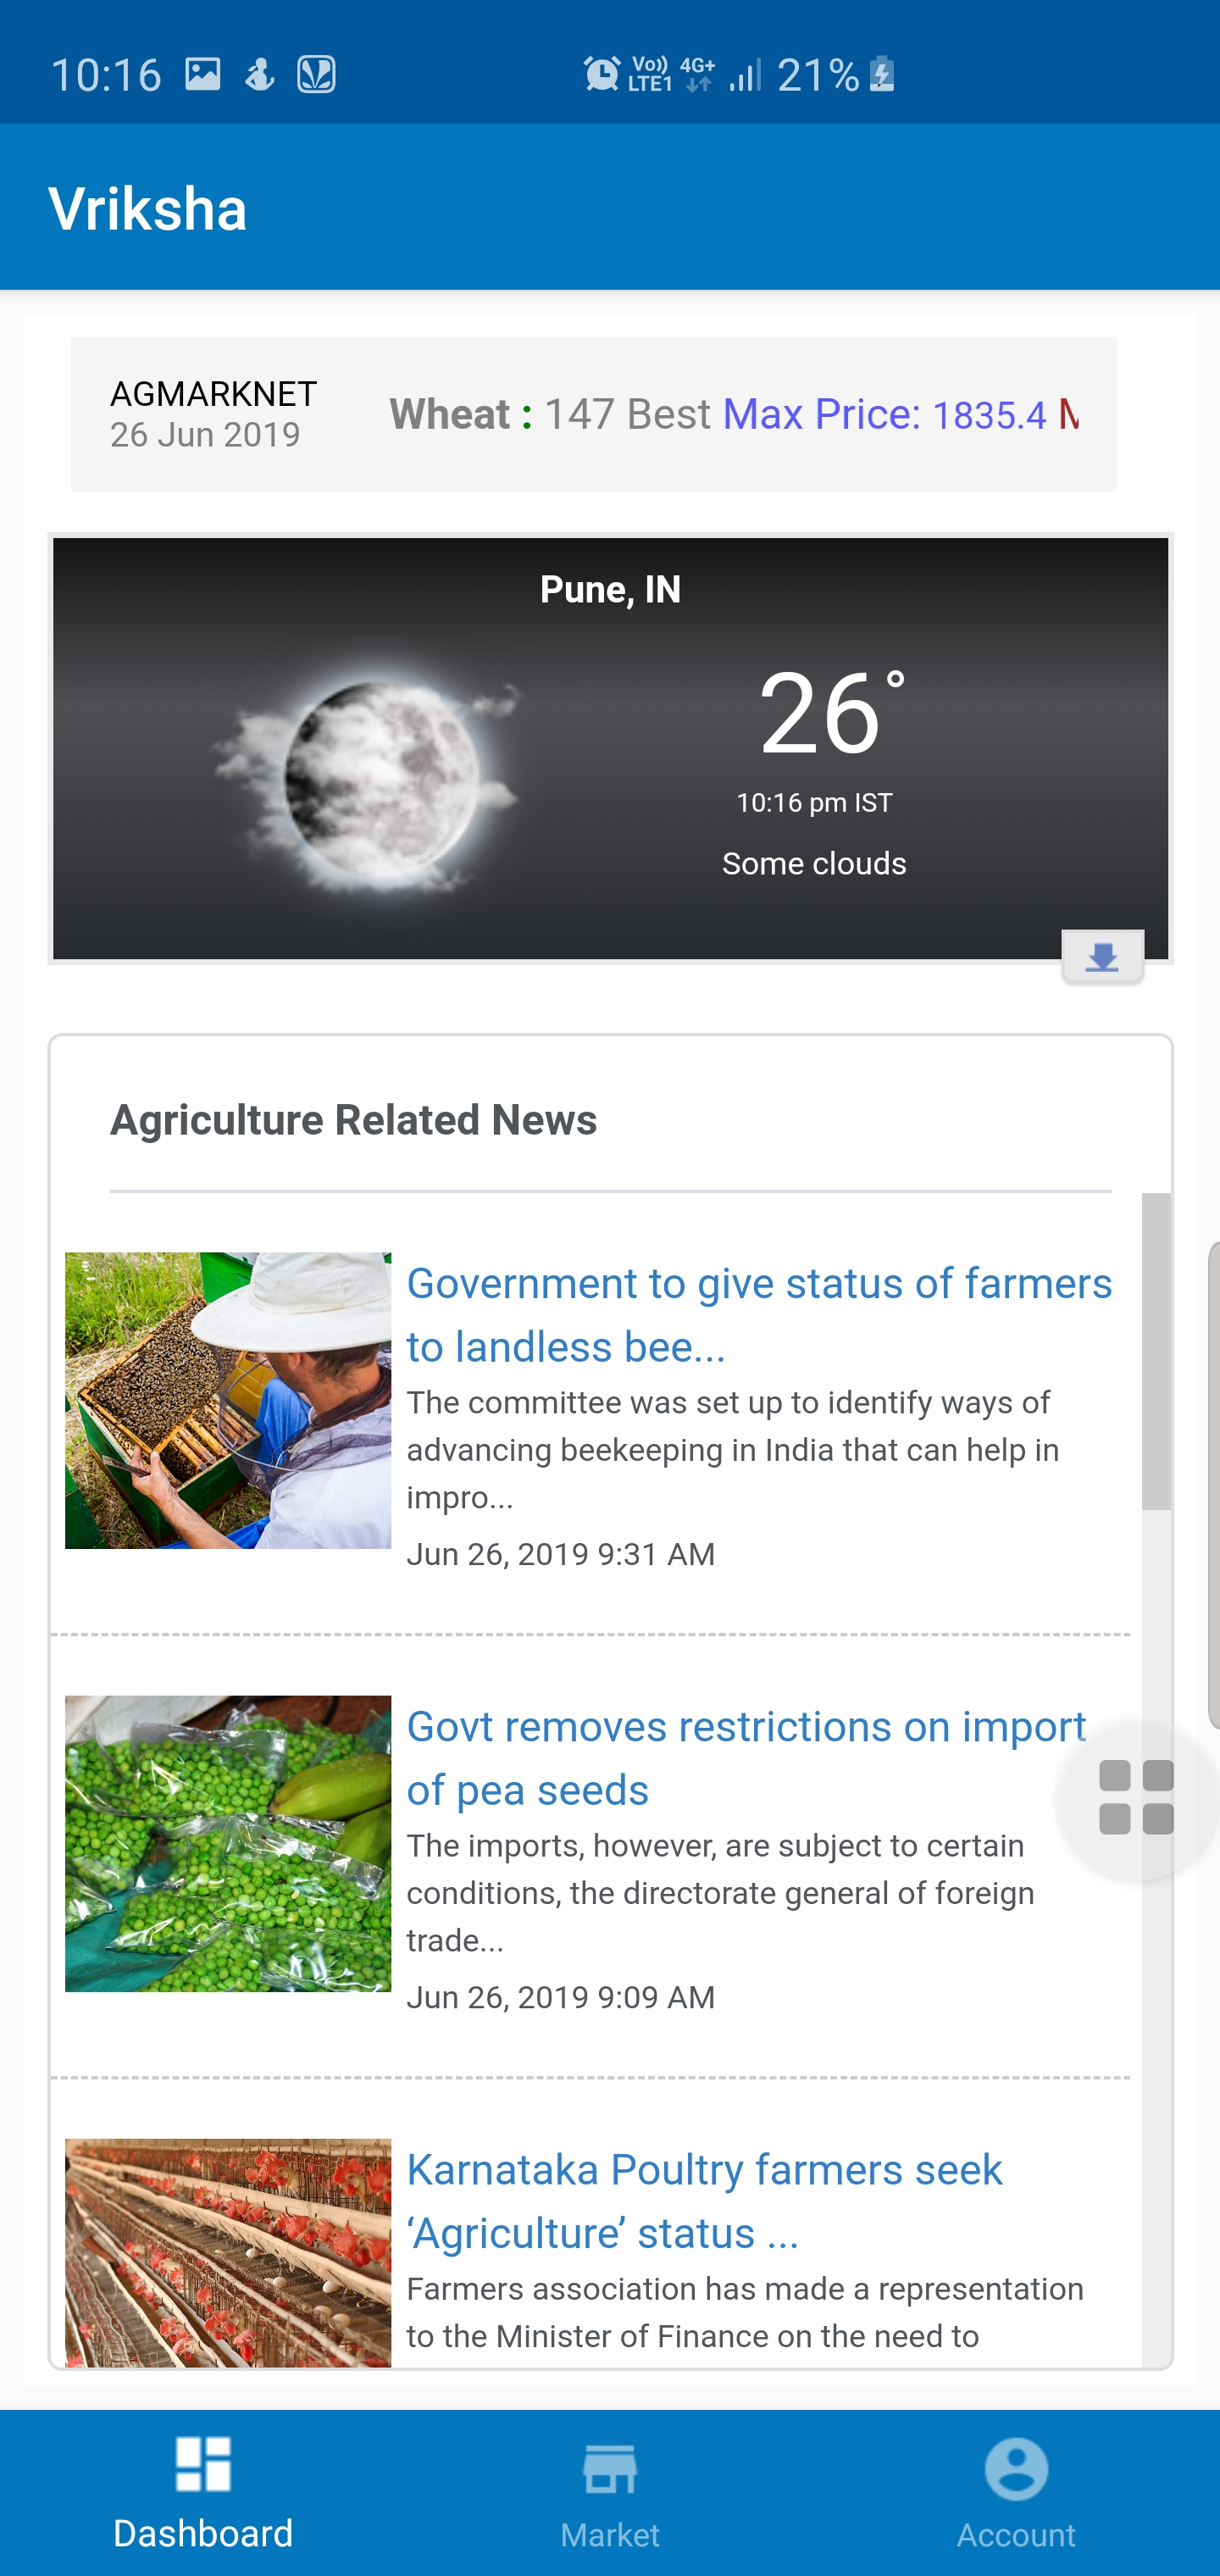 10:16 Vo)) LTE1 4G+ 21%
Vriksha
AGMARKNET
26 Jun 2019
Wheat : 147 Best Max Price: 1835.4
Pune, IN
26°
10:16 pm IST
Some clouds
Agriculture Related News
Government to give status of farmers
to landless bee...
The committee was set up to identify ways of
advancing beekeeping in India that can help in
impro...
Jun 26, 2019 9:31 AM
Govt removes restrictions on import
of pea seeds
The imports, however, are subject to certain
conditions, the directorate general of foreign
trade...
Jun 26, 2019 9:09 AM
Karnataka Poultry farmers seek
‘Agriculture’ status ...
Farmers association has made a representation
to the Minister of Finance on the need to
Dashboard
Market
Account